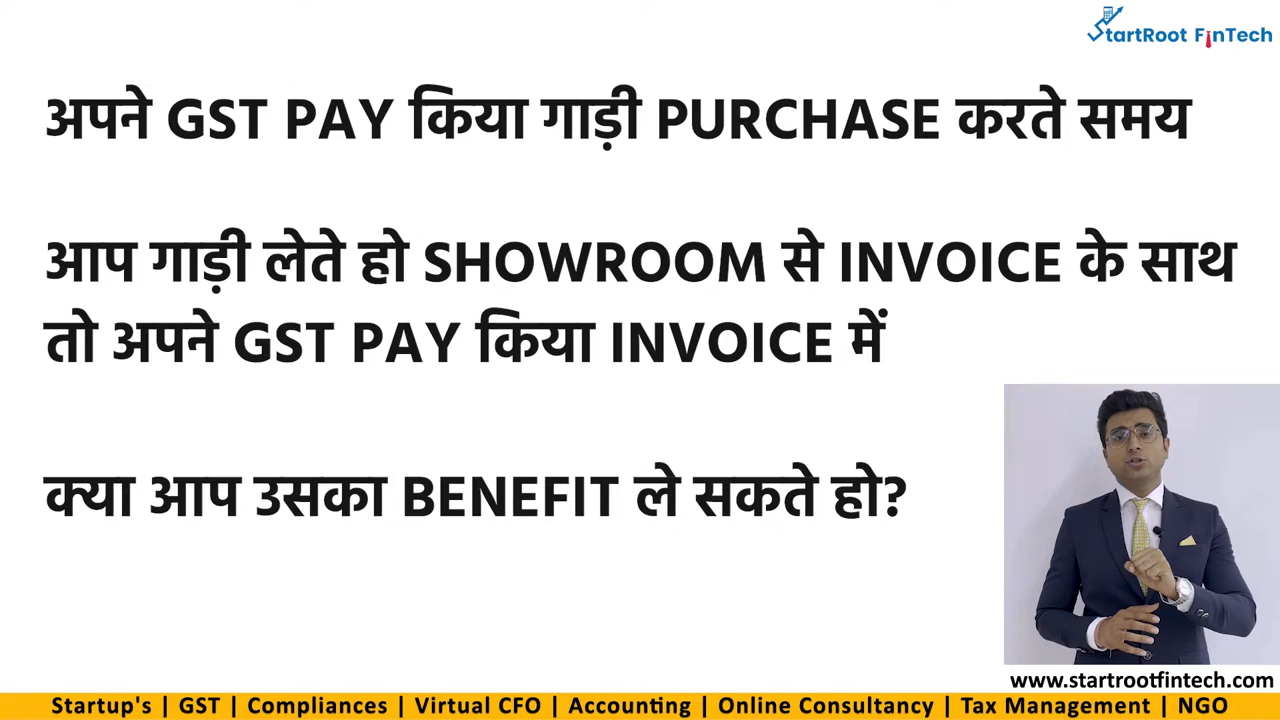 StartRoot FinTech
अपने GST PAY किया गाड़ी PURCHASE करते समय
आप गाड़ी लेते हो SHOWROOM से INVOICE के साथ
तो अपने GST PAY किया INVOICE में
क्या आप उसका BENEFIT ले सकते हो?
www.startrootfintech.com
Startup's | GST | Compliances | Virtual CFO | Accounting | Online Consultancy | Tax Management | NGO